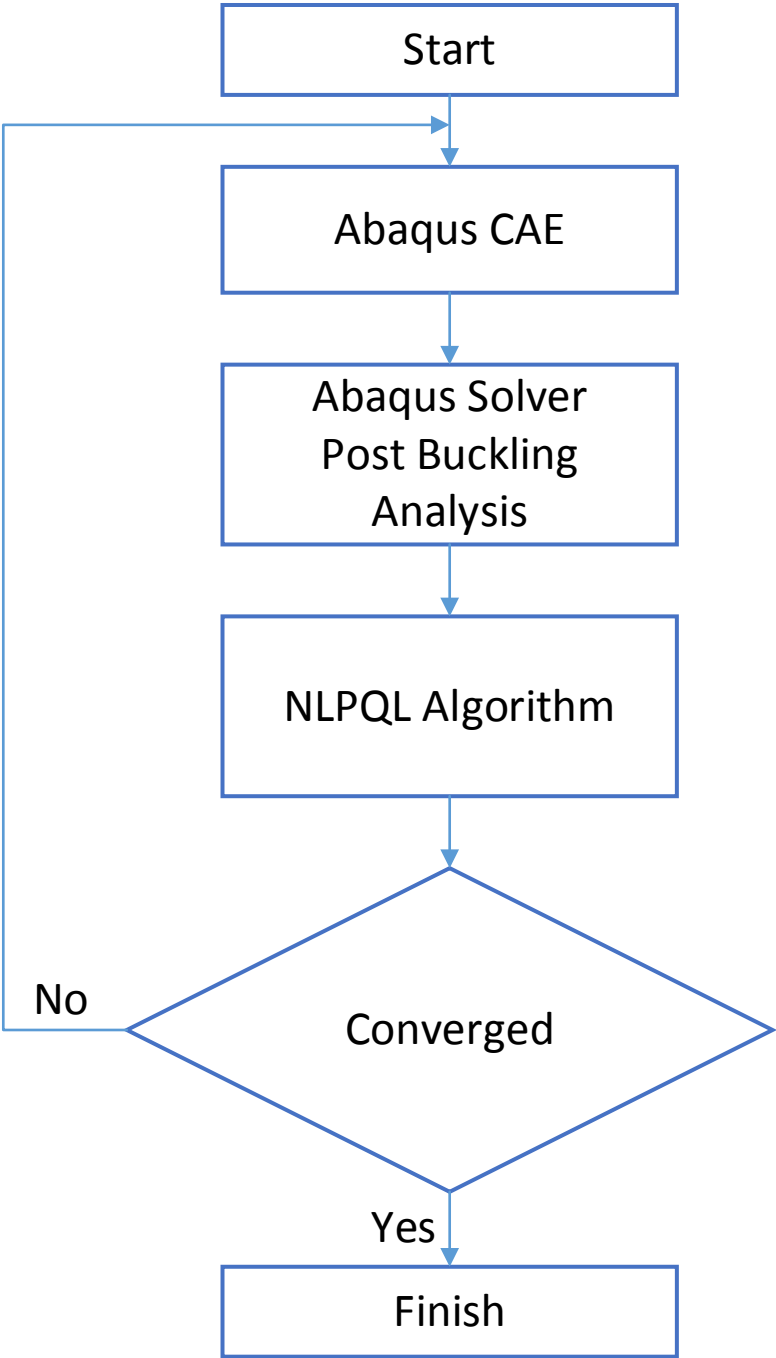 Start
Abaqus CAE
Abaqus Solver
Post Buckling
Analysis
NLPQL Algorithm
No
Converged
Yes
Finish